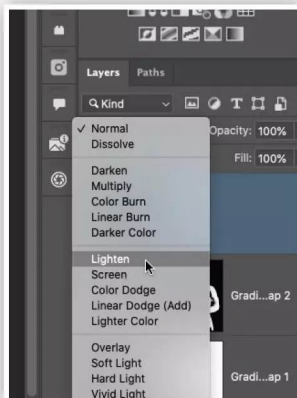 Layers Paths
Kind
✓ Normal
Opacity: 100%
Dissolve
Fill: 100%
Darken
Multiply
Color Burn
Linear Burn
Darker Color
Lighten
Screen
Color Dodge
Linear Dodge (Add)
Gradi...ap 2
Lighter Color
Overlay
Soft Light
Hard Light
Gradi...ap 1
Vivid Light